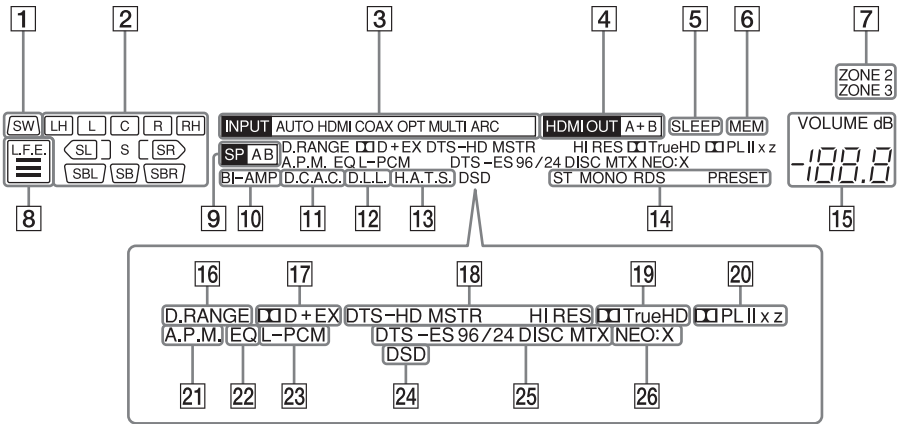 1 2 3 4 5 6 7
ZONE 2
ZONE 3
SW LH L C R RH INPUT AUTO HDMI COAX OPT MULTI ARC HDMI OUT A+B SLEEP MEM VOLUME dB
L.F.E. SL S SR SP A B D.RANGE D+EX DTS-HD MSTR HI RES TrueHD PLII x z
A.P.M. EQ L-PCM DTS-ES 96/24 DISC MTX NEO:X
SBL SB SBR BI-AMP D.C.A.C. D.L.L. H.A.T.S. DSD ST MONO RDS PRESET -188.8
8 9 10 11 12 13 14 15
16 17 18 19 20
D.RANGE D+EX DTS-HD MSTR HI RES TrueHD PLII x z
A.P.M. EQ L-PCM DTS-ES 96/24 DISC MTX NEO:X
DSD
21 22 23 24 25 26